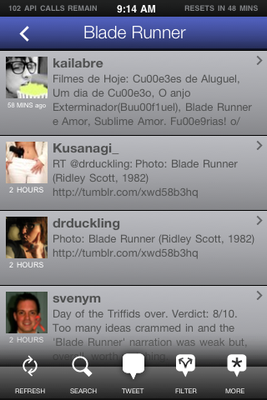 102 API CALLS REMAIN 9:14 AM RESETS IN 48 MINS
Blade Runner
kailabre
Filmes de Hoje: Cu00e3es de Aluguel,
Um dia de Cu00e3o, O anjo
Exterminador(Buu00f1uel), Blade Runner
e Amor, Sublime Amor. Fu00e9rias! o/
58 MINS ago
Kusanagi_
RT @drduckling: Photo: Blade Runner
(Ridley Scott, 1982)
http://tumblr.com/xwd58b3hq
2 HOURS
drduckling
Photo: Blade Runner (Ridley Scott, 1982)
http://tumblr.com/xwd58b3hq
2 HOURS
svenym
Day of the Triffids over. Verdict: 8/10.
Too many ideas crammed in and the
'Blade Runner' narration was weak but,
2 HOURS
REFRESH SEARCH TWEET FILTER MORE